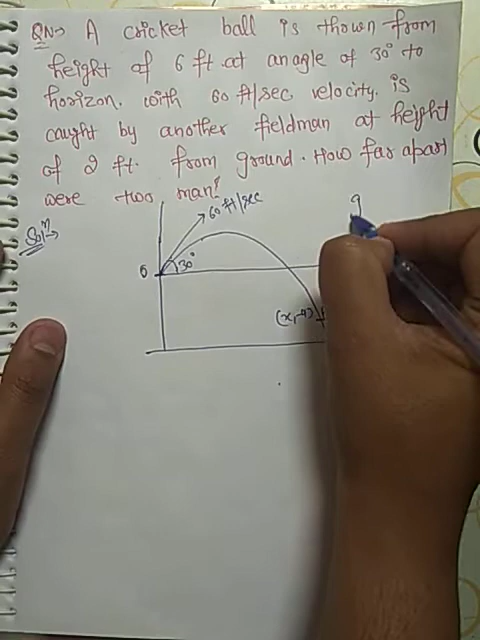 QN→ A cricket ball is thown from
height of 6 ft at an agle of 30° to
horizon. with 60 ft/sec velocity. is
caught by another fieldman at height
of 2 ft. from ground. How far apart
were two man?
Solⁿ→
60 ft/sec
9
6
30°
(x,-4)